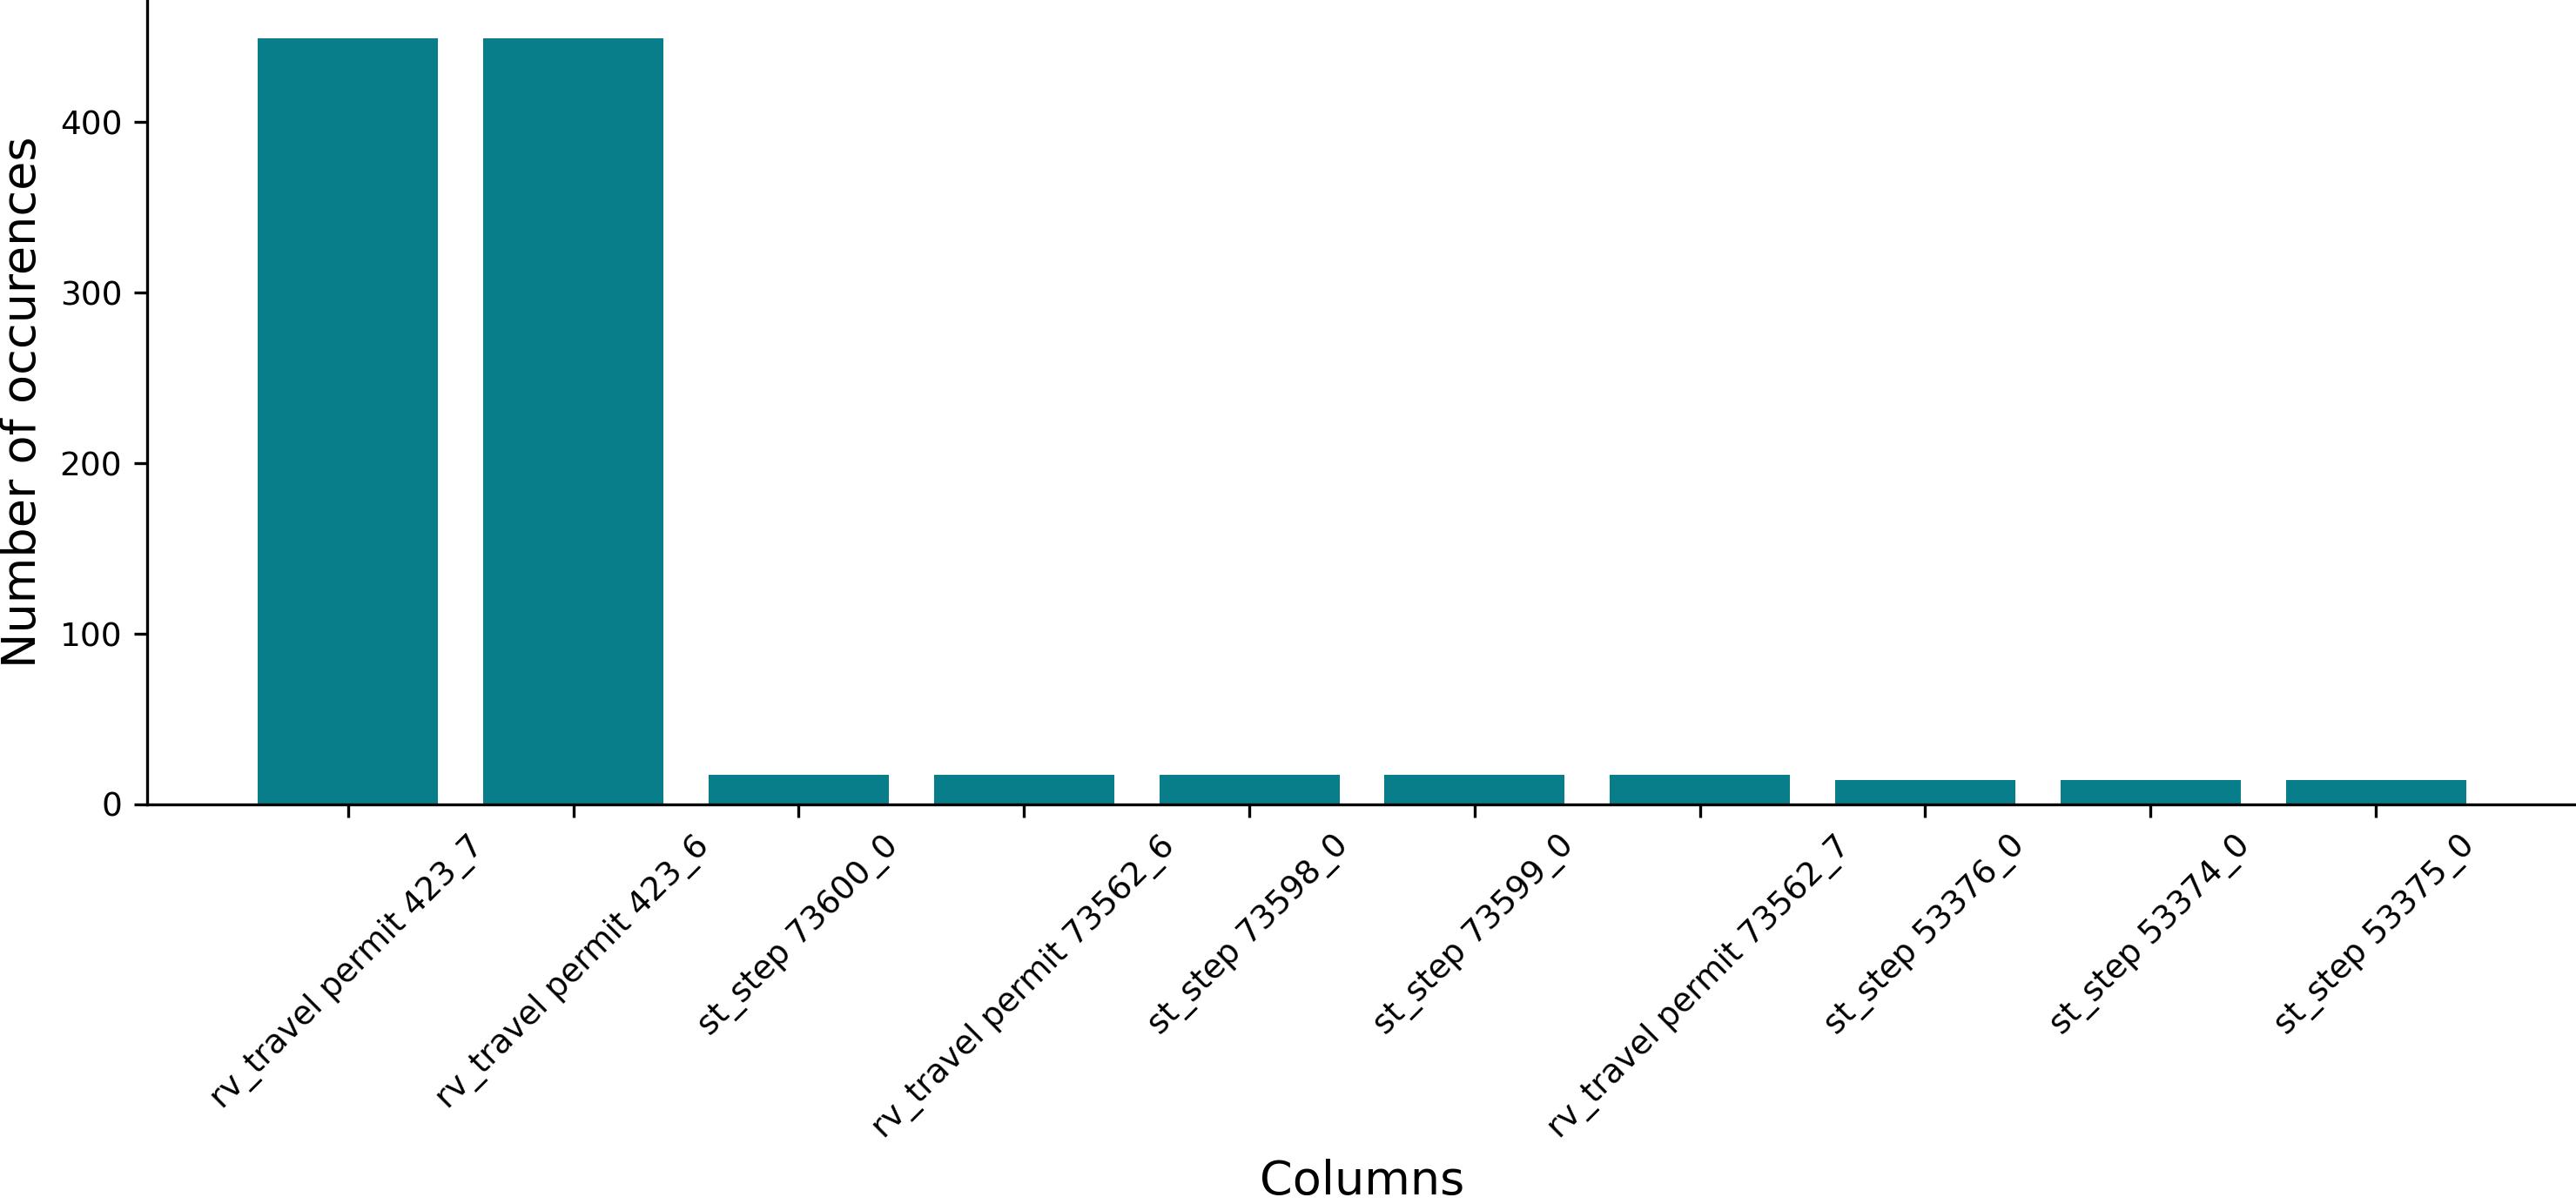 Number of occurences
400
300
200
100
0
rv_travel permit 423_7
rv_travel permit 423_6
st_step 73600_0
rv_travel permit 73562_6
st_step 73598_0
st_step 73599_0
rv_travel permit 73562_7
st_step 53376_0
st_step 53374_0
st_step 53375_0
Columns